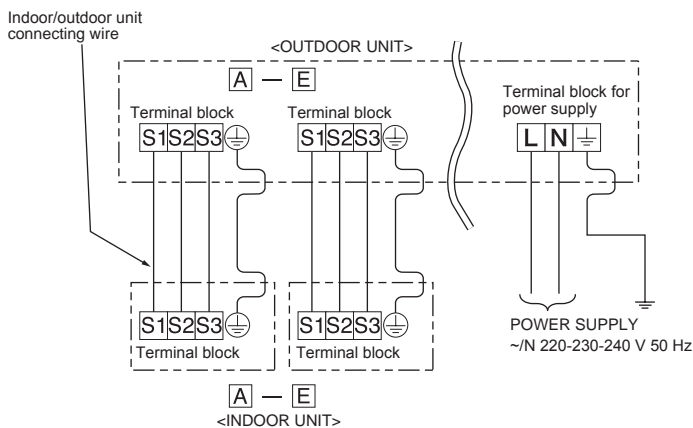 Indoor/outdoor unit
connecting wire
<OUTDOOR UNIT>
A — E
Terminal block
S1 S2 S3
Terminal block
S1 S2 S3
Terminal block for
power supply
L N
S1 S2 S3
Terminal block
S1 S2 S3
Terminal block
POWER SUPPLY
~/N 220-230-240 V 50 Hz
A — E
<INDOOR UNIT>